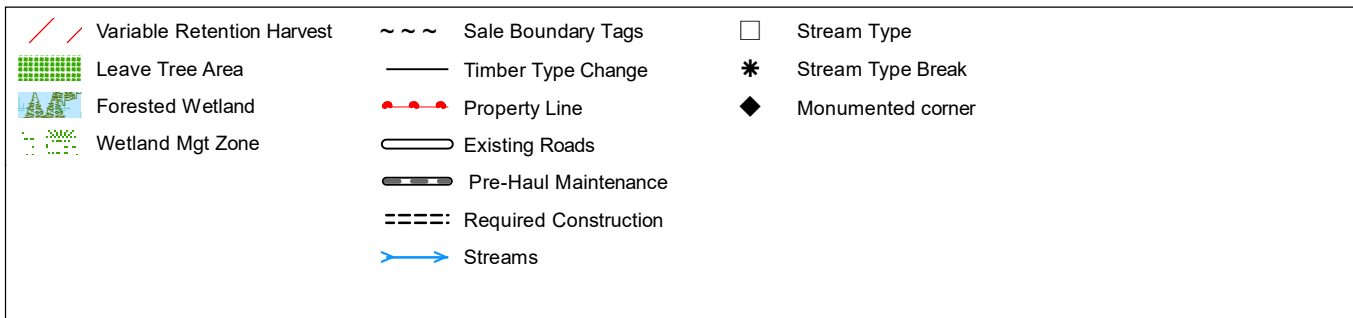 Variable Retention Harvest
Leave Tree Area
Forested Wetland
Wetland Mgt Zone
Sale Boundary Tags
Timber Type Change
Property Line
Existing Roads
Pre-Haul Maintenance
Required Construction
Streams
Stream Type
Stream Type Break
Monumented corner